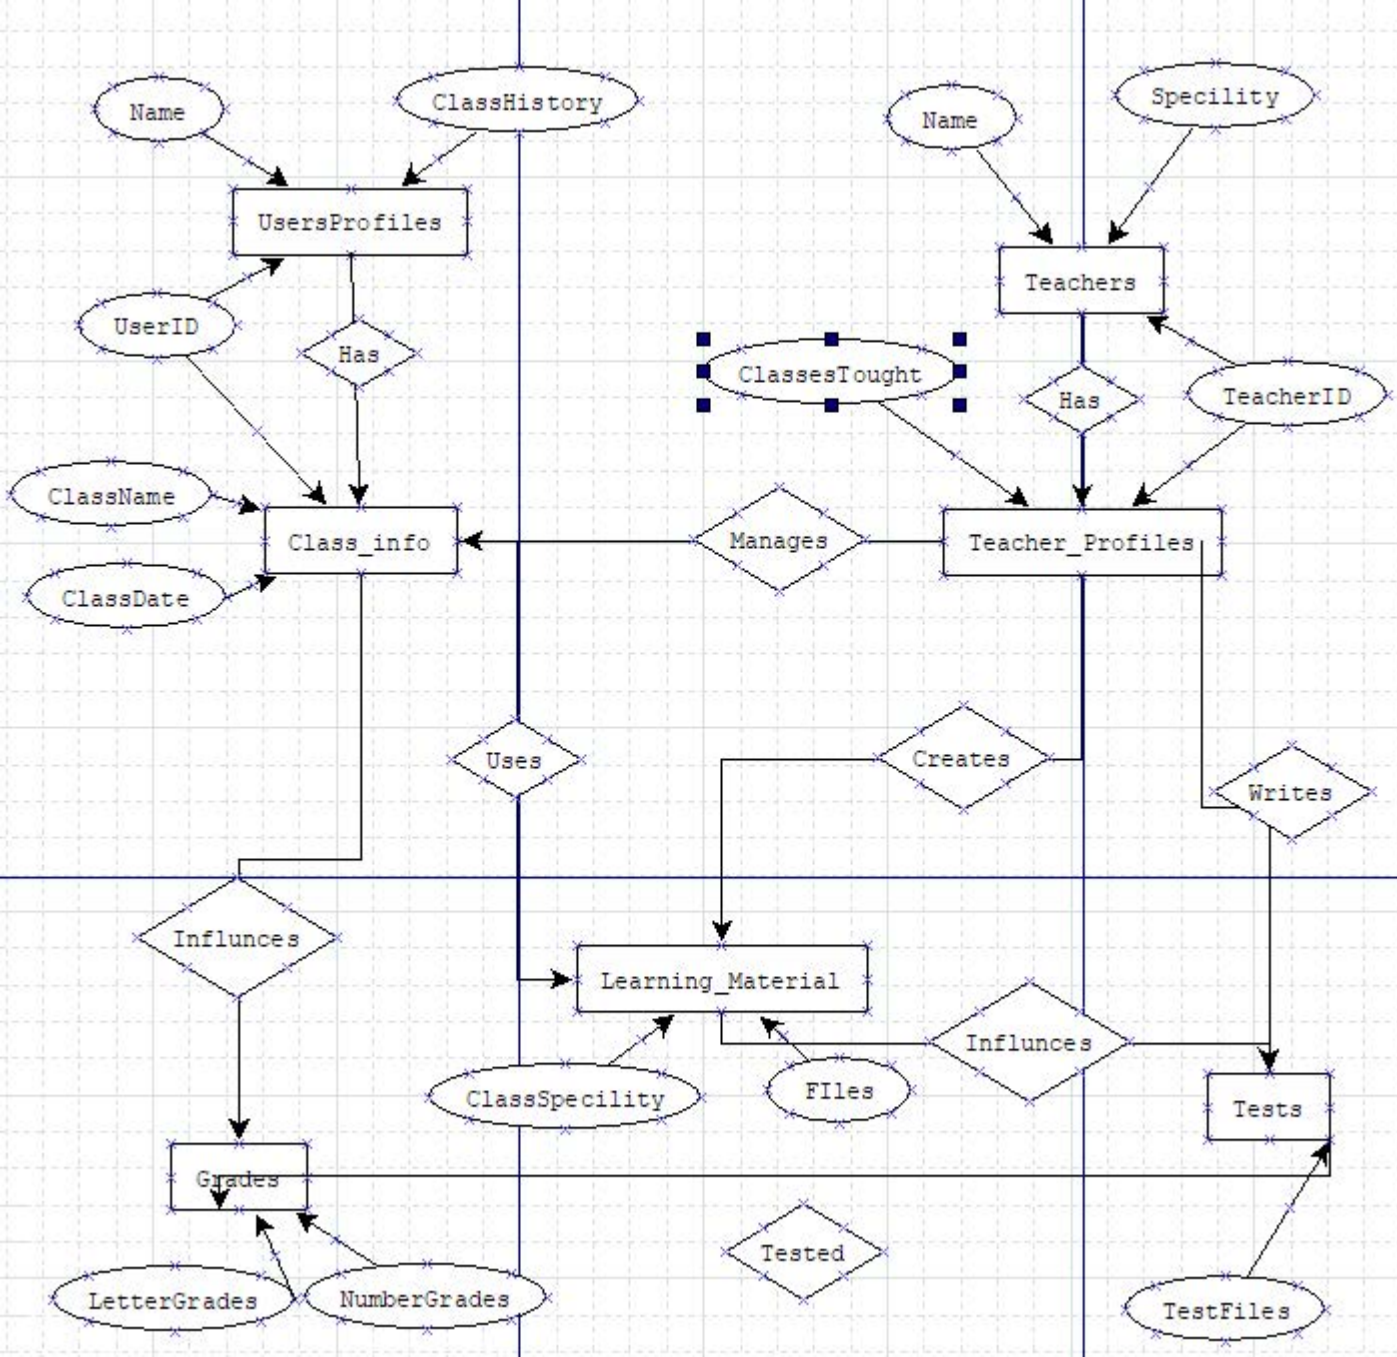 Name
ClassHistory
Name
Specility
UsersProfiles
Teachers
UserID
Has
ClassesTought
Has
TeacherID
ClassName
Class_info
Manages
Teacher_Profiles
ClassDate
Uses
Creates
Writes
Influnces
Learning_Material
Influnces
ClassSpecility
FIles
Tests
Grades
Tested
LetterGrades
NumberGrades
TestFiles